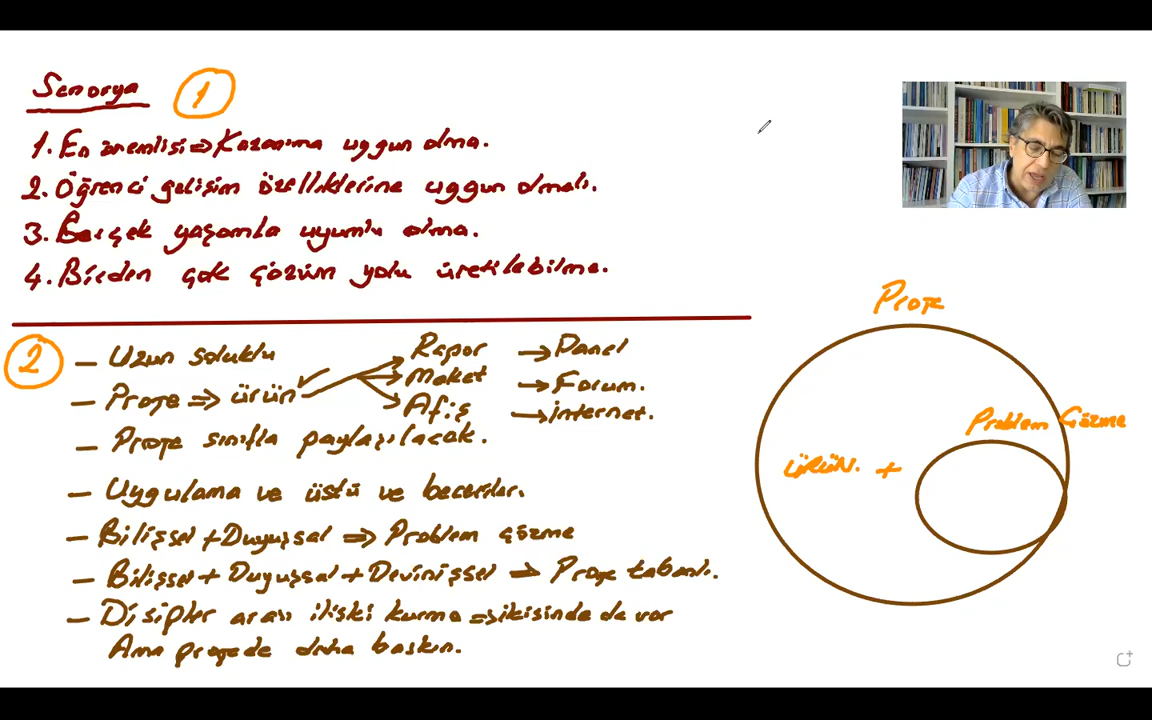 Senorya 1
1. En önemlisi => Kazanıma uygun olma.
2. Öğrenci gelişim özelliklerine uygun olmalı.
3. Gerçek yaşamla uyumlu olma.
4. Birden çok çözüm yolu üretilebilme.
2
– Uzun soluklu
– Proje => ürün
Rapor → Panel
Maket → Forum.
Afiş → internet.
– Proje sınıfla paylaşılacak.
– Uygulama ve üstü ve beceriler.
– Bilişsel + Duyuşsal => Problem çözme
– Bilişsel + Duyuşsal + Devinişsel → Proje tabanlı.
– Disipler arası ilişki kurma => ikisinde de var
Ama projede daha baskın.
Proje
Problem Çözme
ÜRÜN. +